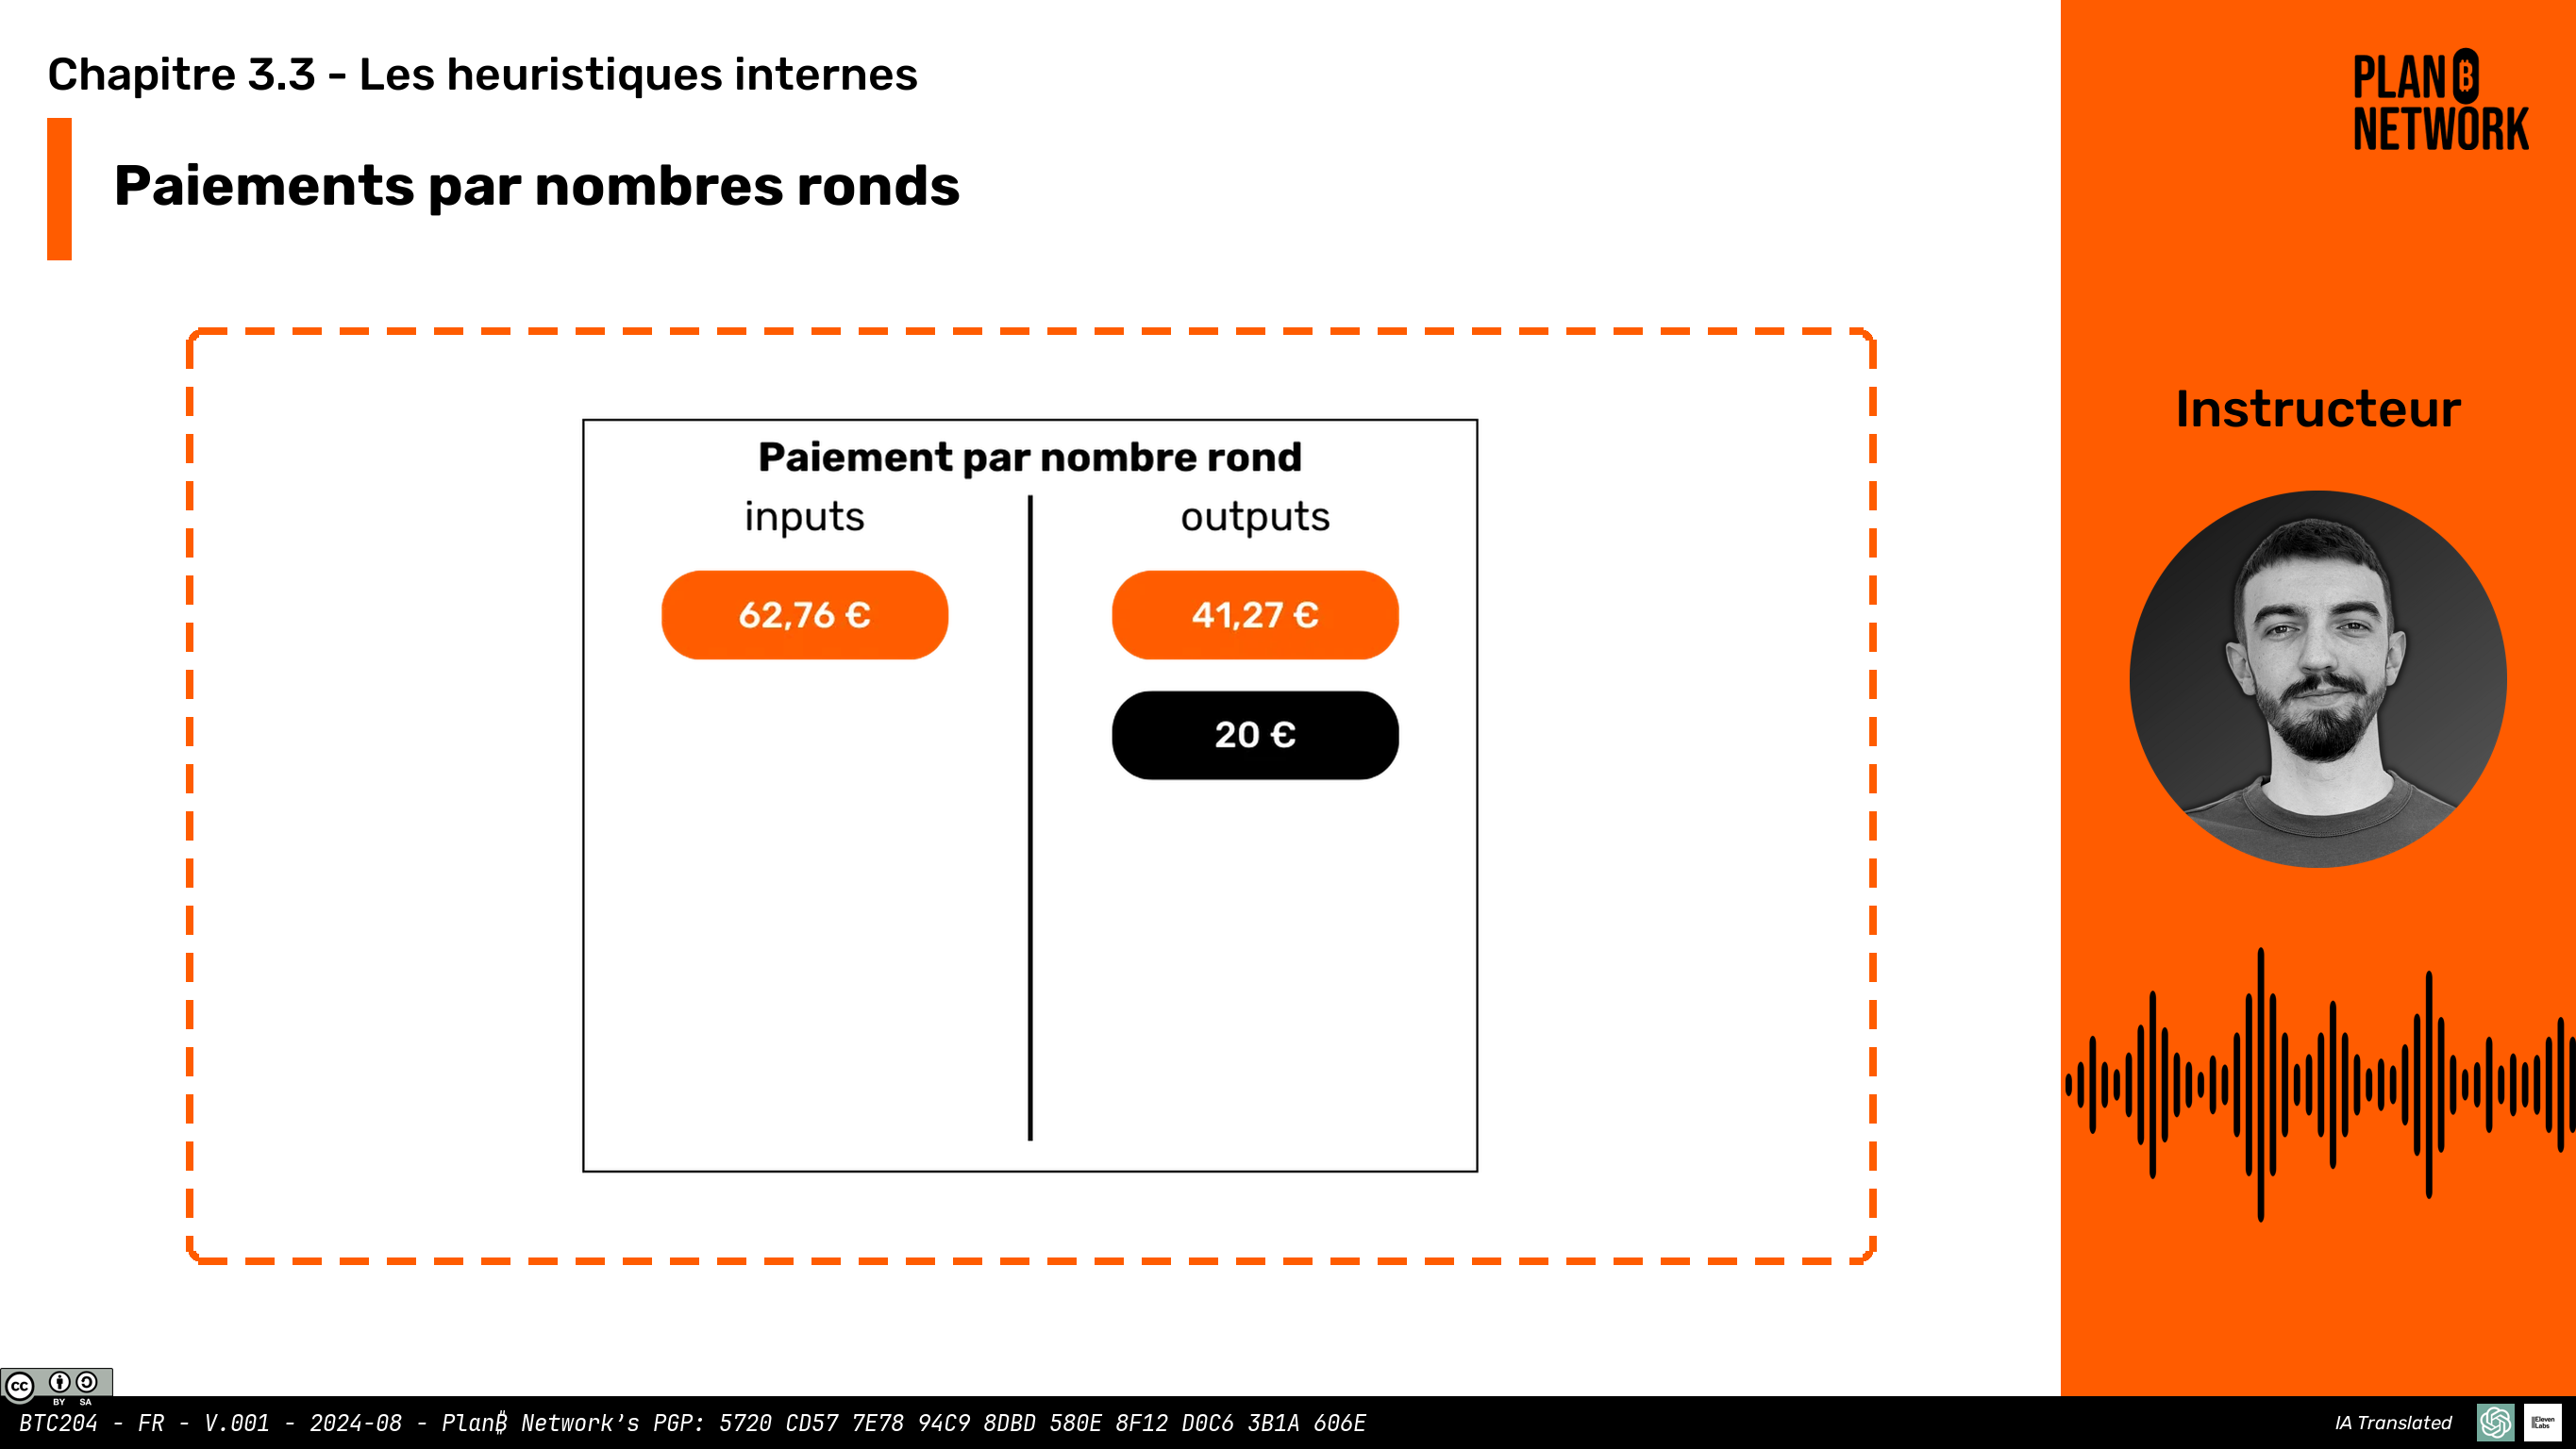 Chapitre 3.3 - Les heuristiques internes
Paiements par nombres ronds
PLAN ₿
NETWORK
Instructeur
Paiement par nombre rond
inputs
outputs
62,76 €
41,27 €
20 €
CC BY SA
BTC204 - FR - V.001 - 2024-08 - Plan₿ Network’s PGP: 5720 CD57 7E78 94C9 8DBD 580E 8F12 D0C6 3B1A 606E
IA Translated
IIElevenLabs